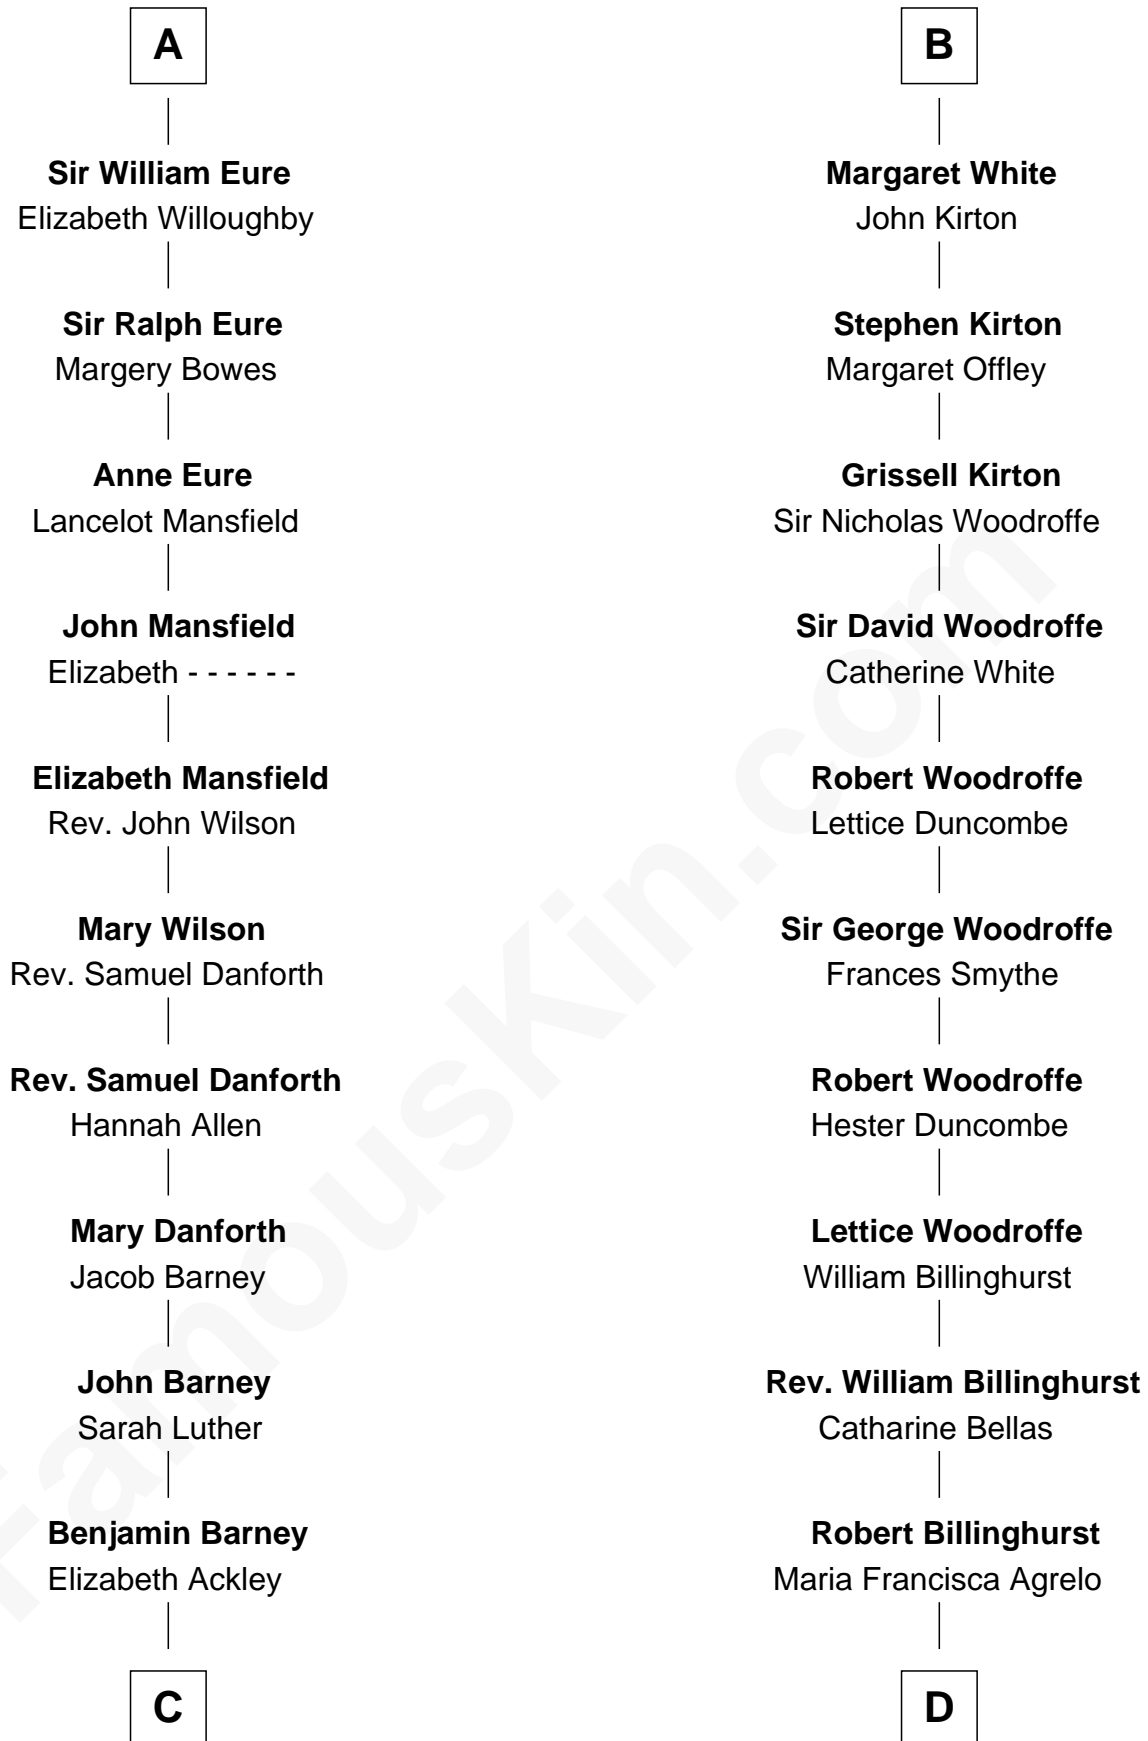 A
Sir William Eure
Elizabeth Willoughby
Sir Ralph Eure
Margery Bowes
Anne Eure
Lancelot Mansfield
John Mansfield
Elizabeth - - - - - -
Elizabeth Mansfield
Rev. John Wilson
Mary Wilson
Rev. Samuel Danforth
Rev. Samuel Danforth
Hannah Allen
Mary Danforth
Jacob Barney
John Barney
Sarah Luther
Benjamin Barney
Elizabeth Ackley
C
B
Margaret White
John Kirton
Stephen Kirton
Margaret Offley
Grissell Kirton
Sir Nicholas Woodroffe
Sir David Woodroffe
Catherine White
Robert Woodroffe
Lettice Duncombe
Sir George Woodroffe
Frances Smythe
Robert Woodroffe
Hester Duncombe
Lettice Woodroffe
William Billinghurst
Rev. William Billinghurst
Catharine Bellas
Robert Billinghurst
Maria Francisca Agrelo
D
FamousKin.com